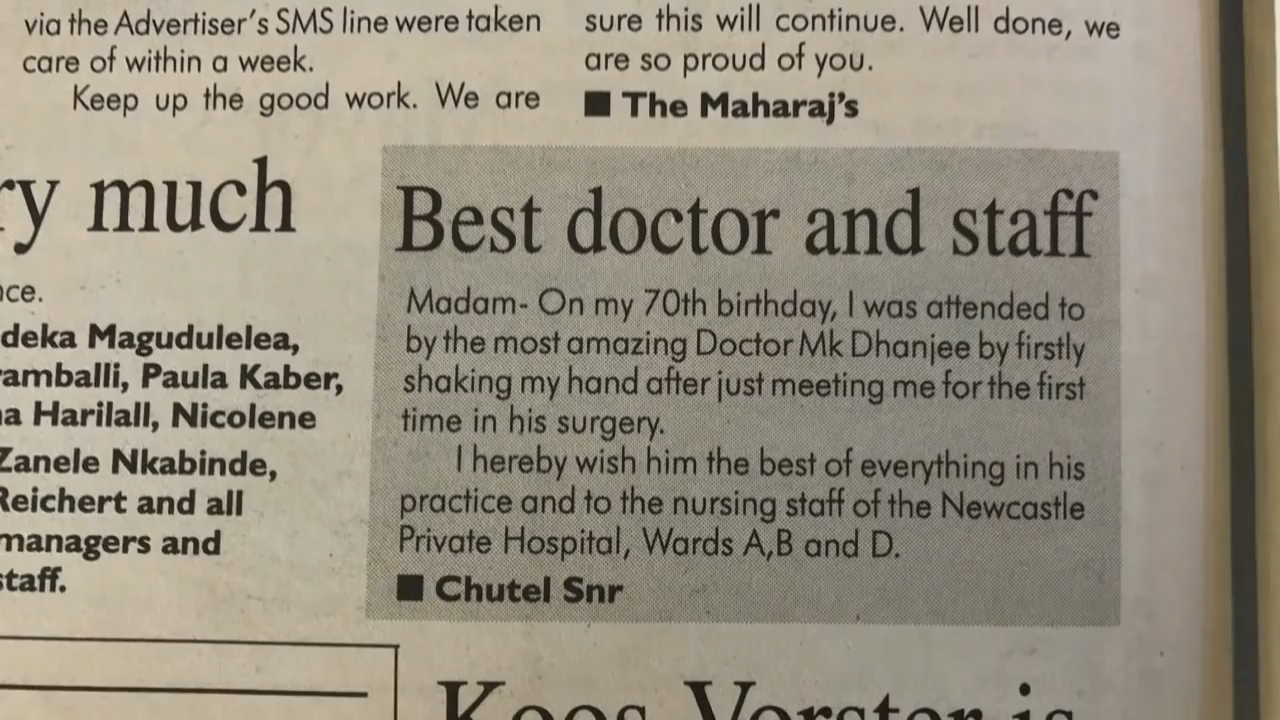 via the Advertiser's SMS line were taken
care of within a week.
Keep up the good work. We are
sure this will continue. Well done, we
are so proud of you.
■ The Maharaj's
much
Magudulelea,
Paula Kaber,
Harilall, Nicolene
Zanele Nkabinde,
Reichert and all
managers and
staff.
Best doctor and staff
Madam- On my 70th birthday, I was attended to
by the most amazing Doctor Mk Dhanjee by firstly
shaking my hand after just meeting me for the first
time in his surgery.
I hereby wish him the best of everything in his
practice and to the nursing staff of the Newcastle
Private Hospital, Wards A,B and D.
■ Chutel Snr
Koos Vorster is